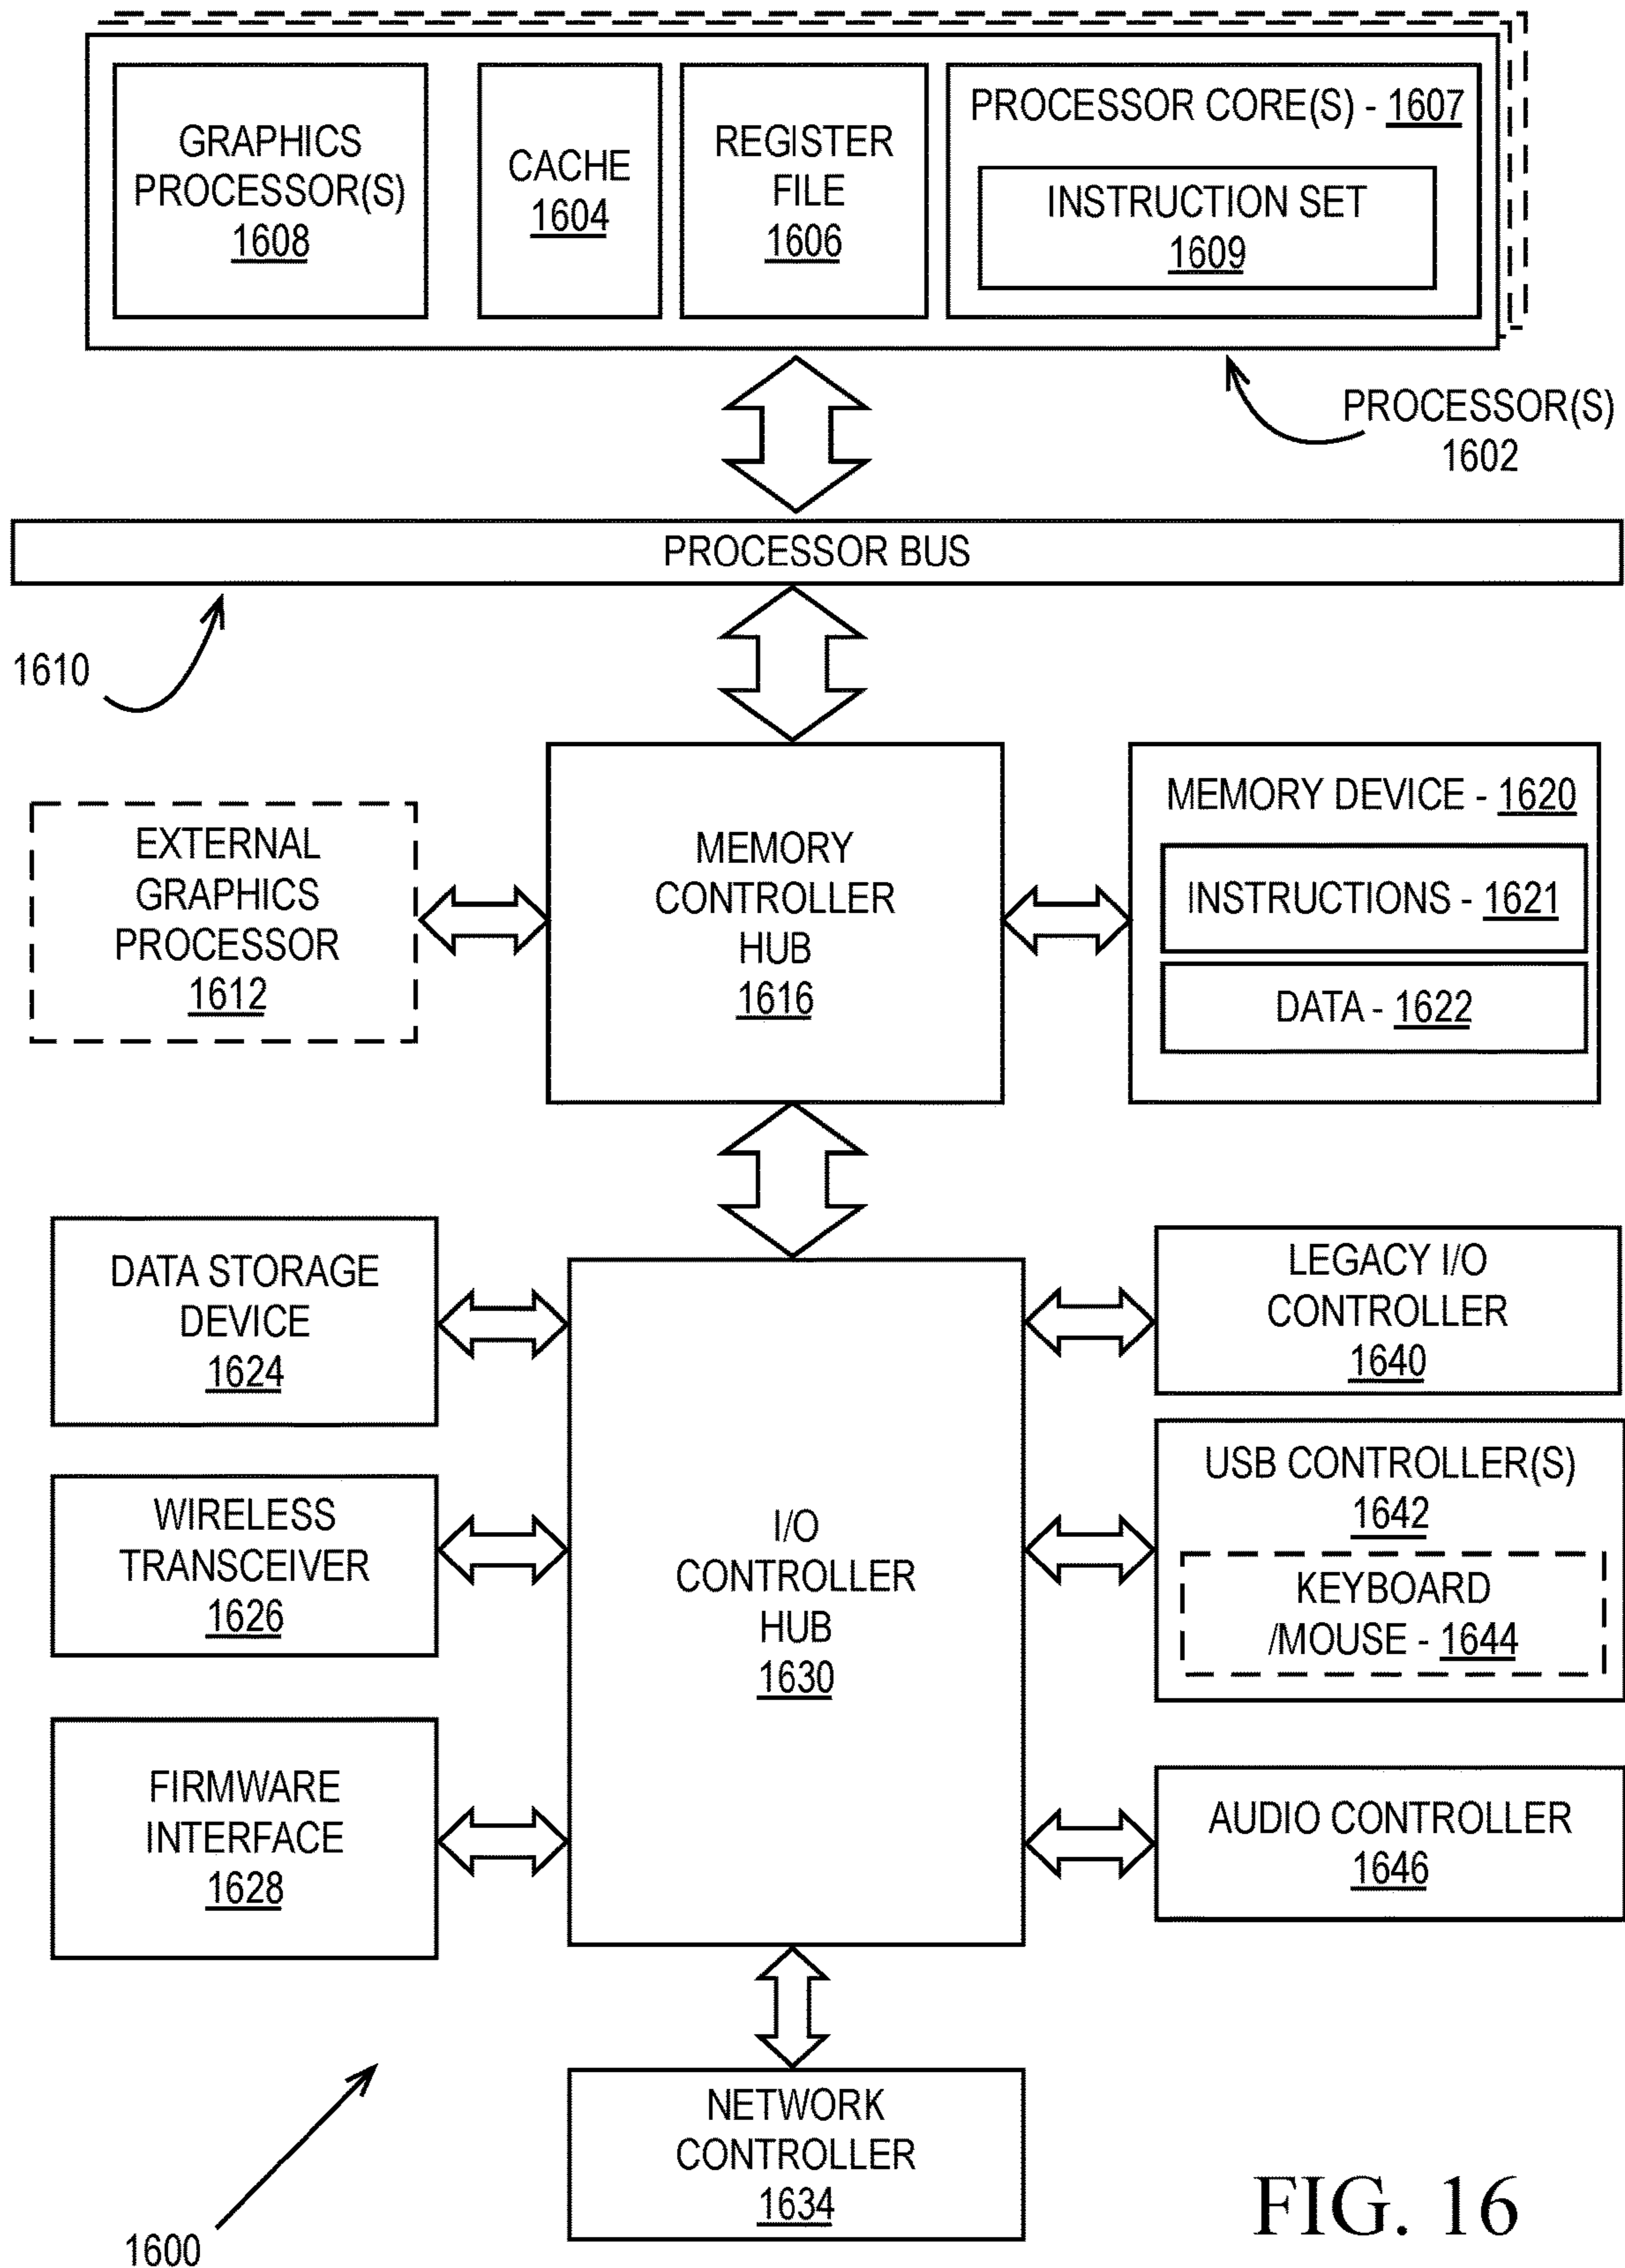 GRAPHICS
PROCESSOR(S)
1608
CACHE
1604
REGISTER
FILE
1606
PROCESSOR CORE(S) - 1607
INSTRUCTION SET
1609
PROCESSOR(S)
1602
PROCESSOR BUS
1610
EXTERNAL
GRAPHICS
PROCESSOR
1612
MEMORY
CONTROLLER
HUB
1616
MEMORY DEVICE - 1620
INSTRUCTIONS - 1621
DATA - 1622
DATA STORAGE
DEVICE
1624
LEGACY I/O
CONTROLLER
1640
WIRELESS
TRANSCEIVER
1626
I/O
CONTROLLER
HUB
1630
USB CONTROLLER(S)
1642
KEYBOARD
/MOUSE - 1644
FIRMWARE
INTERFACE
1628
AUDIO CONTROLLER
1646
NETWORK
CONTROLLER
1634
1600
FIG. 16